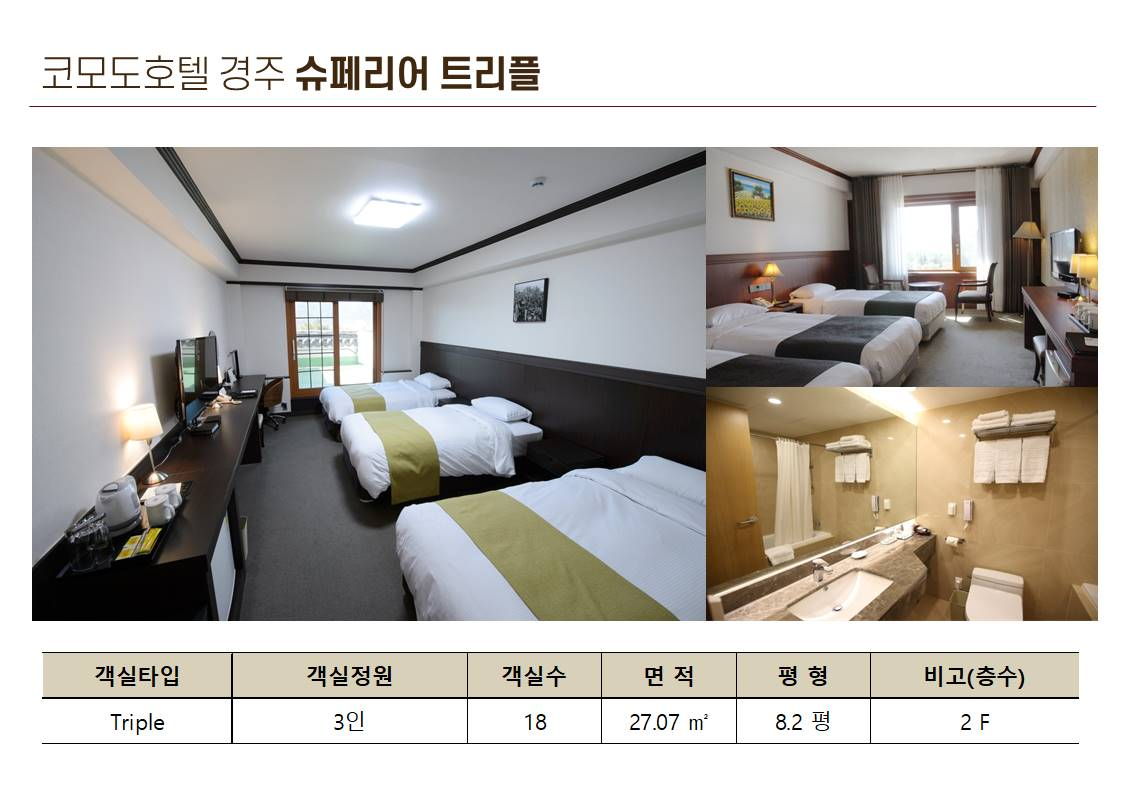 코모도호텔 경주 슈페리어 트리플
객실타입 객실정원 객실수 면 적 평 형 비고(층수)
Triple 3인 18 27.07 ㎡ 8.2 평 2 F